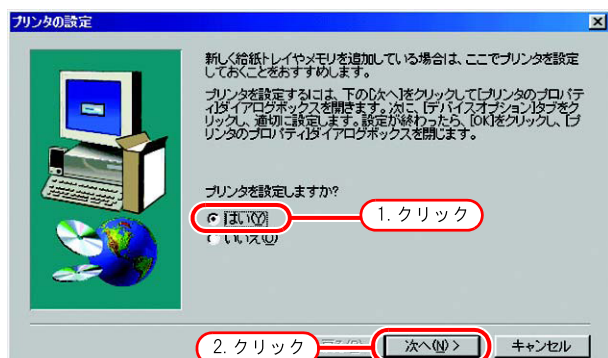 プリンタの設定
新しく給紙トレイやメモリを追加している場合は、ここでプリンタを設定
しておくことをおすすめします。
プリンタを設定するには、下の[次へ]をクリックして[プリンタのプロパテ
ィ]ダイアログボックスを開きます。次に、[デバイスオプション]タブをク
リックし、適切に設定します。設定が終わったら、[OK]をクリックし、[プ
リンタのプロパティ]ダイアログボックスを閉じます。
プリンタを設定しますか?
はい(Y)
1. クリック
いいえ(O)
2. クリック
次へ(N) >
キャンセル